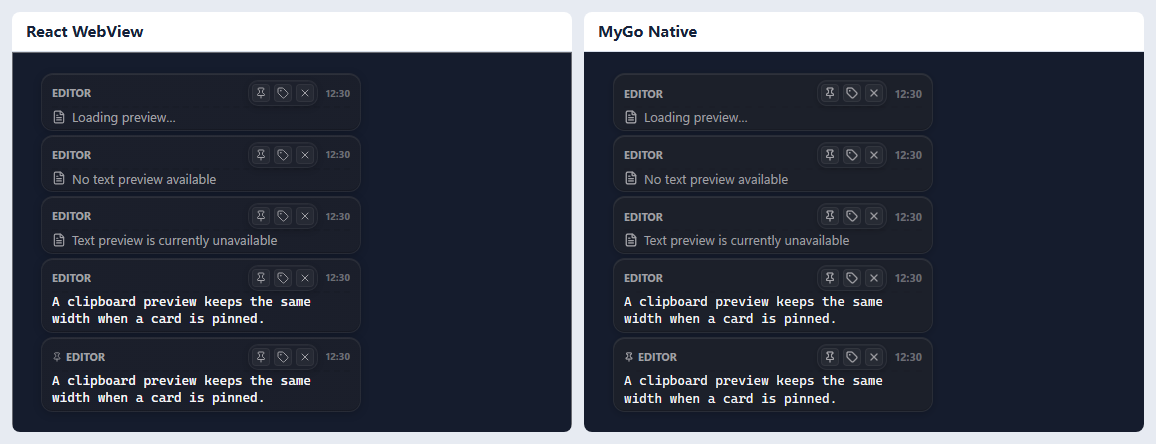 React WebView
EDITOR 12:30
Loading preview...
EDITOR 12:30
No text preview available
EDITOR 12:30
Text preview is currently unavailable
EDITOR 12:30
A clipboard preview keeps the same
width when a card is pinned.
EDITOR 12:30
A clipboard preview keeps the same
width when a card is pinned.
MyGo Native
EDITOR 12:30
Loading preview...
EDITOR 12:30
No text preview available
EDITOR 12:30
Text preview is currently unavailable
EDITOR 12:30
A clipboard preview keeps the same
width when a card is pinned.
EDITOR 12:30
A clipboard preview keeps the same
width when a card is pinned.